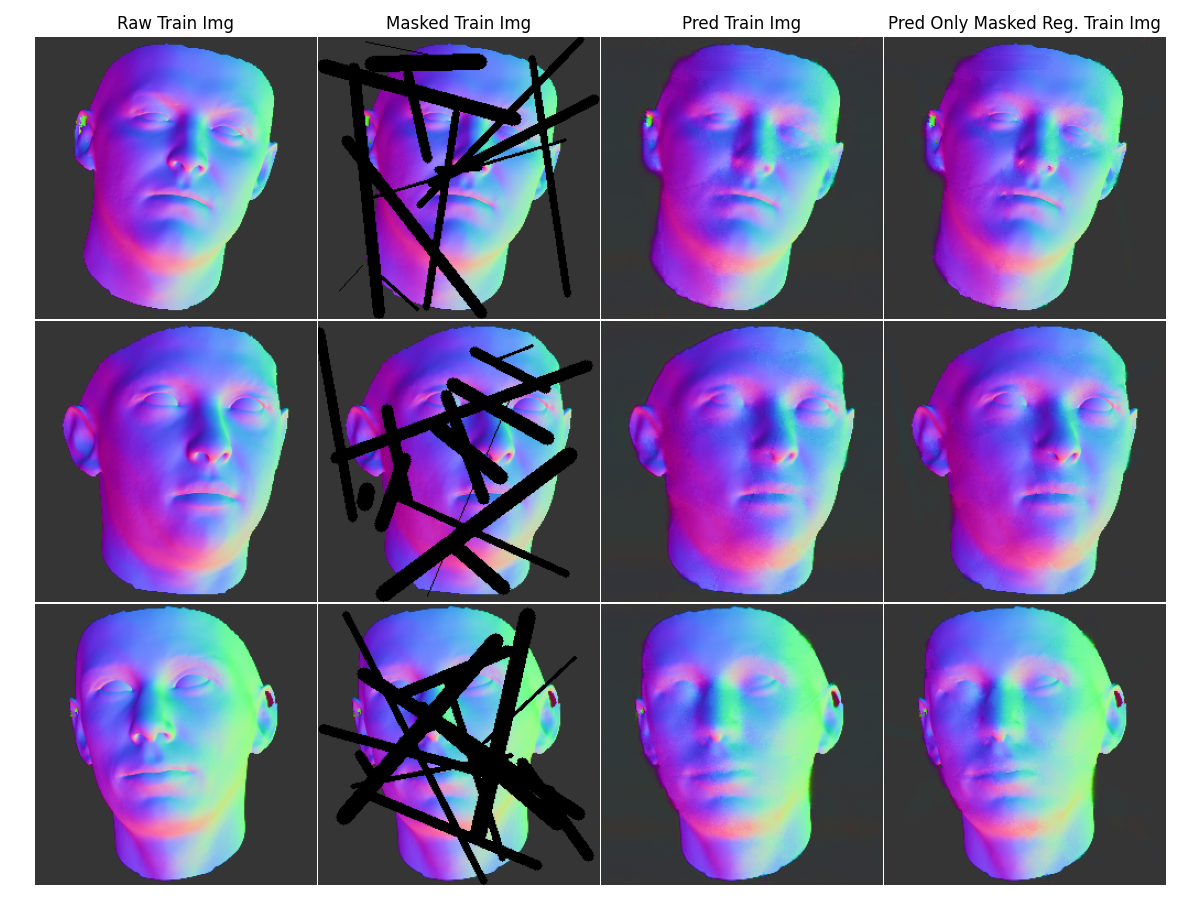 Raw Train Img
Masked Train Img
Pred Train Img
Pred Only Masked Reg. Train Img